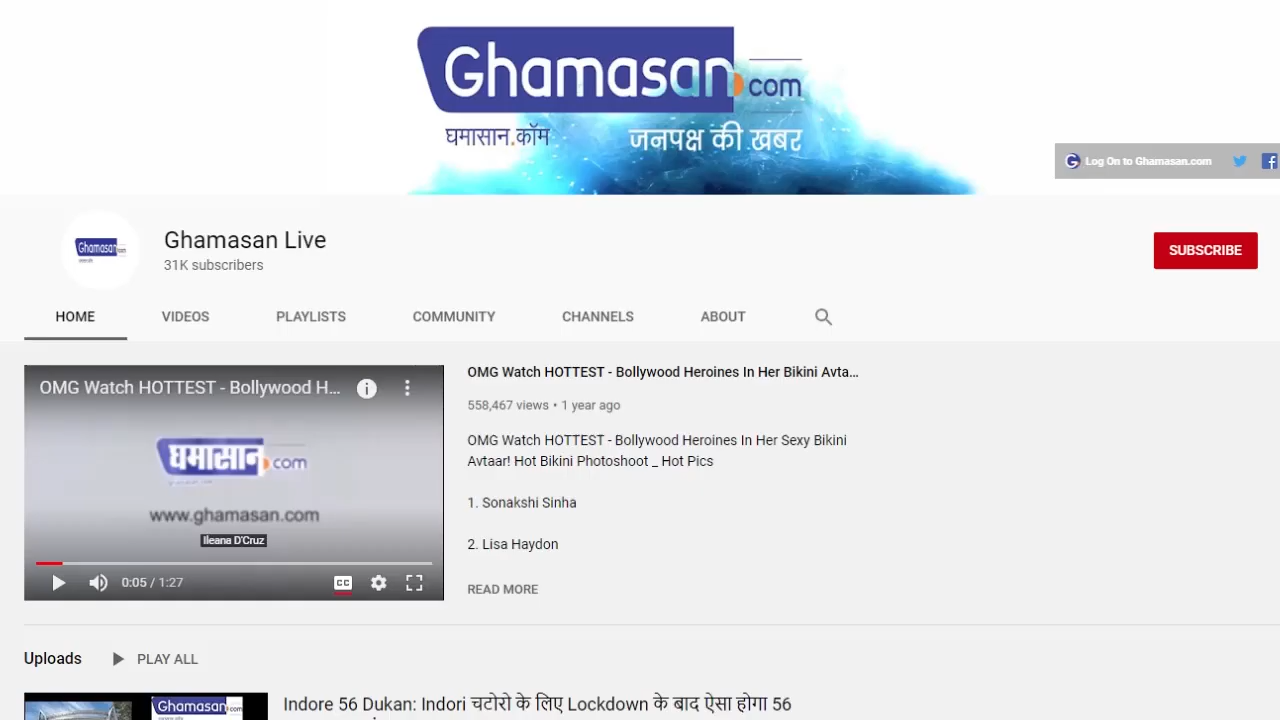 Ghamasan.com
घमासान.कॉम
जनपक्ष की खबर
Log On to Ghamasan.com
Ghamasan
Ghamasan Live
31K subscribers
SUBSCRIBE
HOME VIDEOS PLAYLISTS COMMUNITY CHANNELS ABOUT
OMG Watch HOTTEST - Bollywood H...
घमासान.com
www.ghamasan.com
Ileana D'Cruz
0:05 / 1:27
CC
OMG Watch HOTTEST - Bollywood Heroines In Her Bikini Avta...
558,467 views • 1 year ago
OMG Watch HOTTEST - Bollywood Heroines In Her Sexy Bikini
Avtaar! Hot Bikini Photoshoot _ Hot Pics
1. Sonakshi Sinha
2. Lisa Haydon
READ MORE
Uploads PLAY ALL
Ghamasan.com
Indore 56 Dukan: Indori चटोरो के लिए Lockdown के बाद ऐसा होगा 56